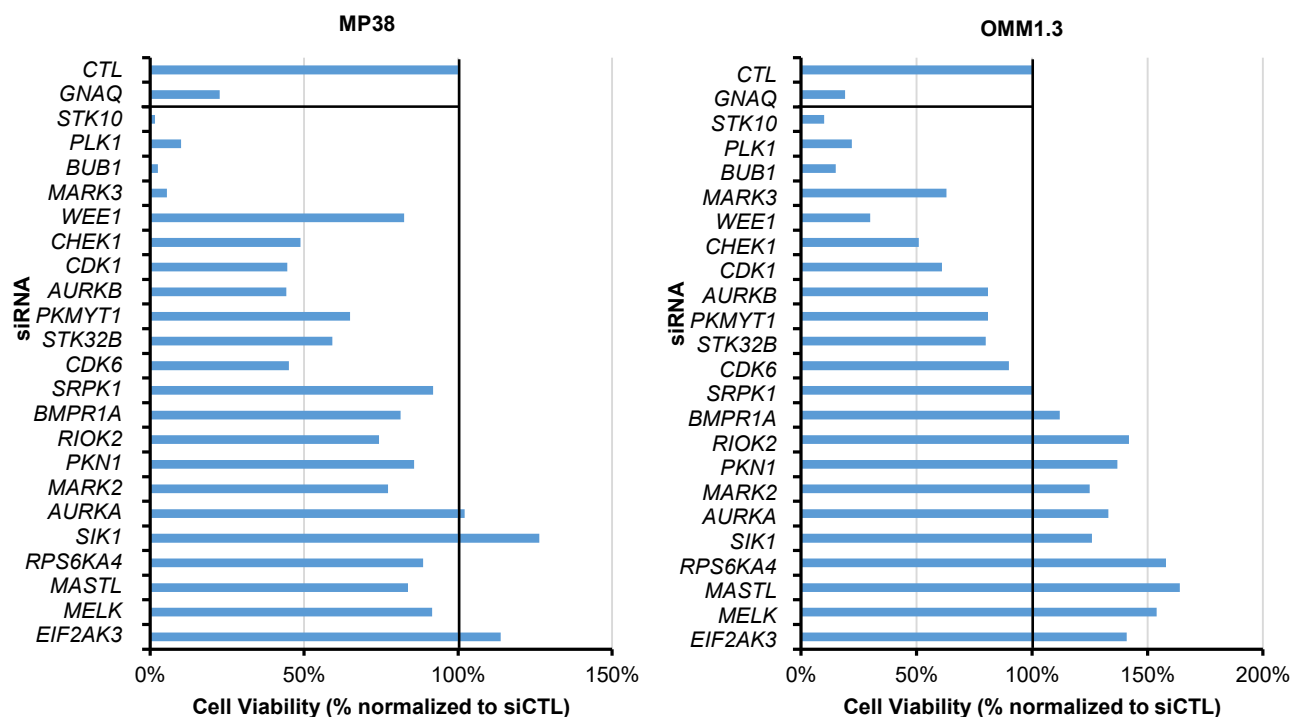 MP38
siRNA
CTL
GNAQ
STK10
PLK1
BUB1
MARK3
WEE1
CHEK1
CDK1
AURKB
PKMYT1
STK32B
CDK6
SRPK1
BMPR1A
RIOK2
PKN1
MARK2
AURKA
SIK1
RPS6KA4
MASTL
MELK
EIF2AK3
0% 50% 100% 150%
Cell Viability (% normalized to siCTL)
OMM1.3
siRNA
CTL
GNAQ
STK10
PLK1
BUB1
MARK3
WEE1
CHEK1
CDK1
AURKB
PKMYT1
STK32B
CDK6
SRPK1
BMPR1A
RIOK2
PKN1
MARK2
AURKA
SIK1
RPS6KA4
MASTL
MELK
EIF2AK3
0% 50% 100% 150% 200%
Cell Viability (% normalized to siCTL)